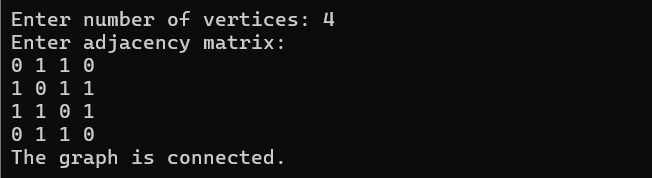 Enter number of vertices: 4
Enter adjacency matrix:
0 1 1 0
1 0 1 1
1 1 0 1
0 1 1 0
The graph is connected.